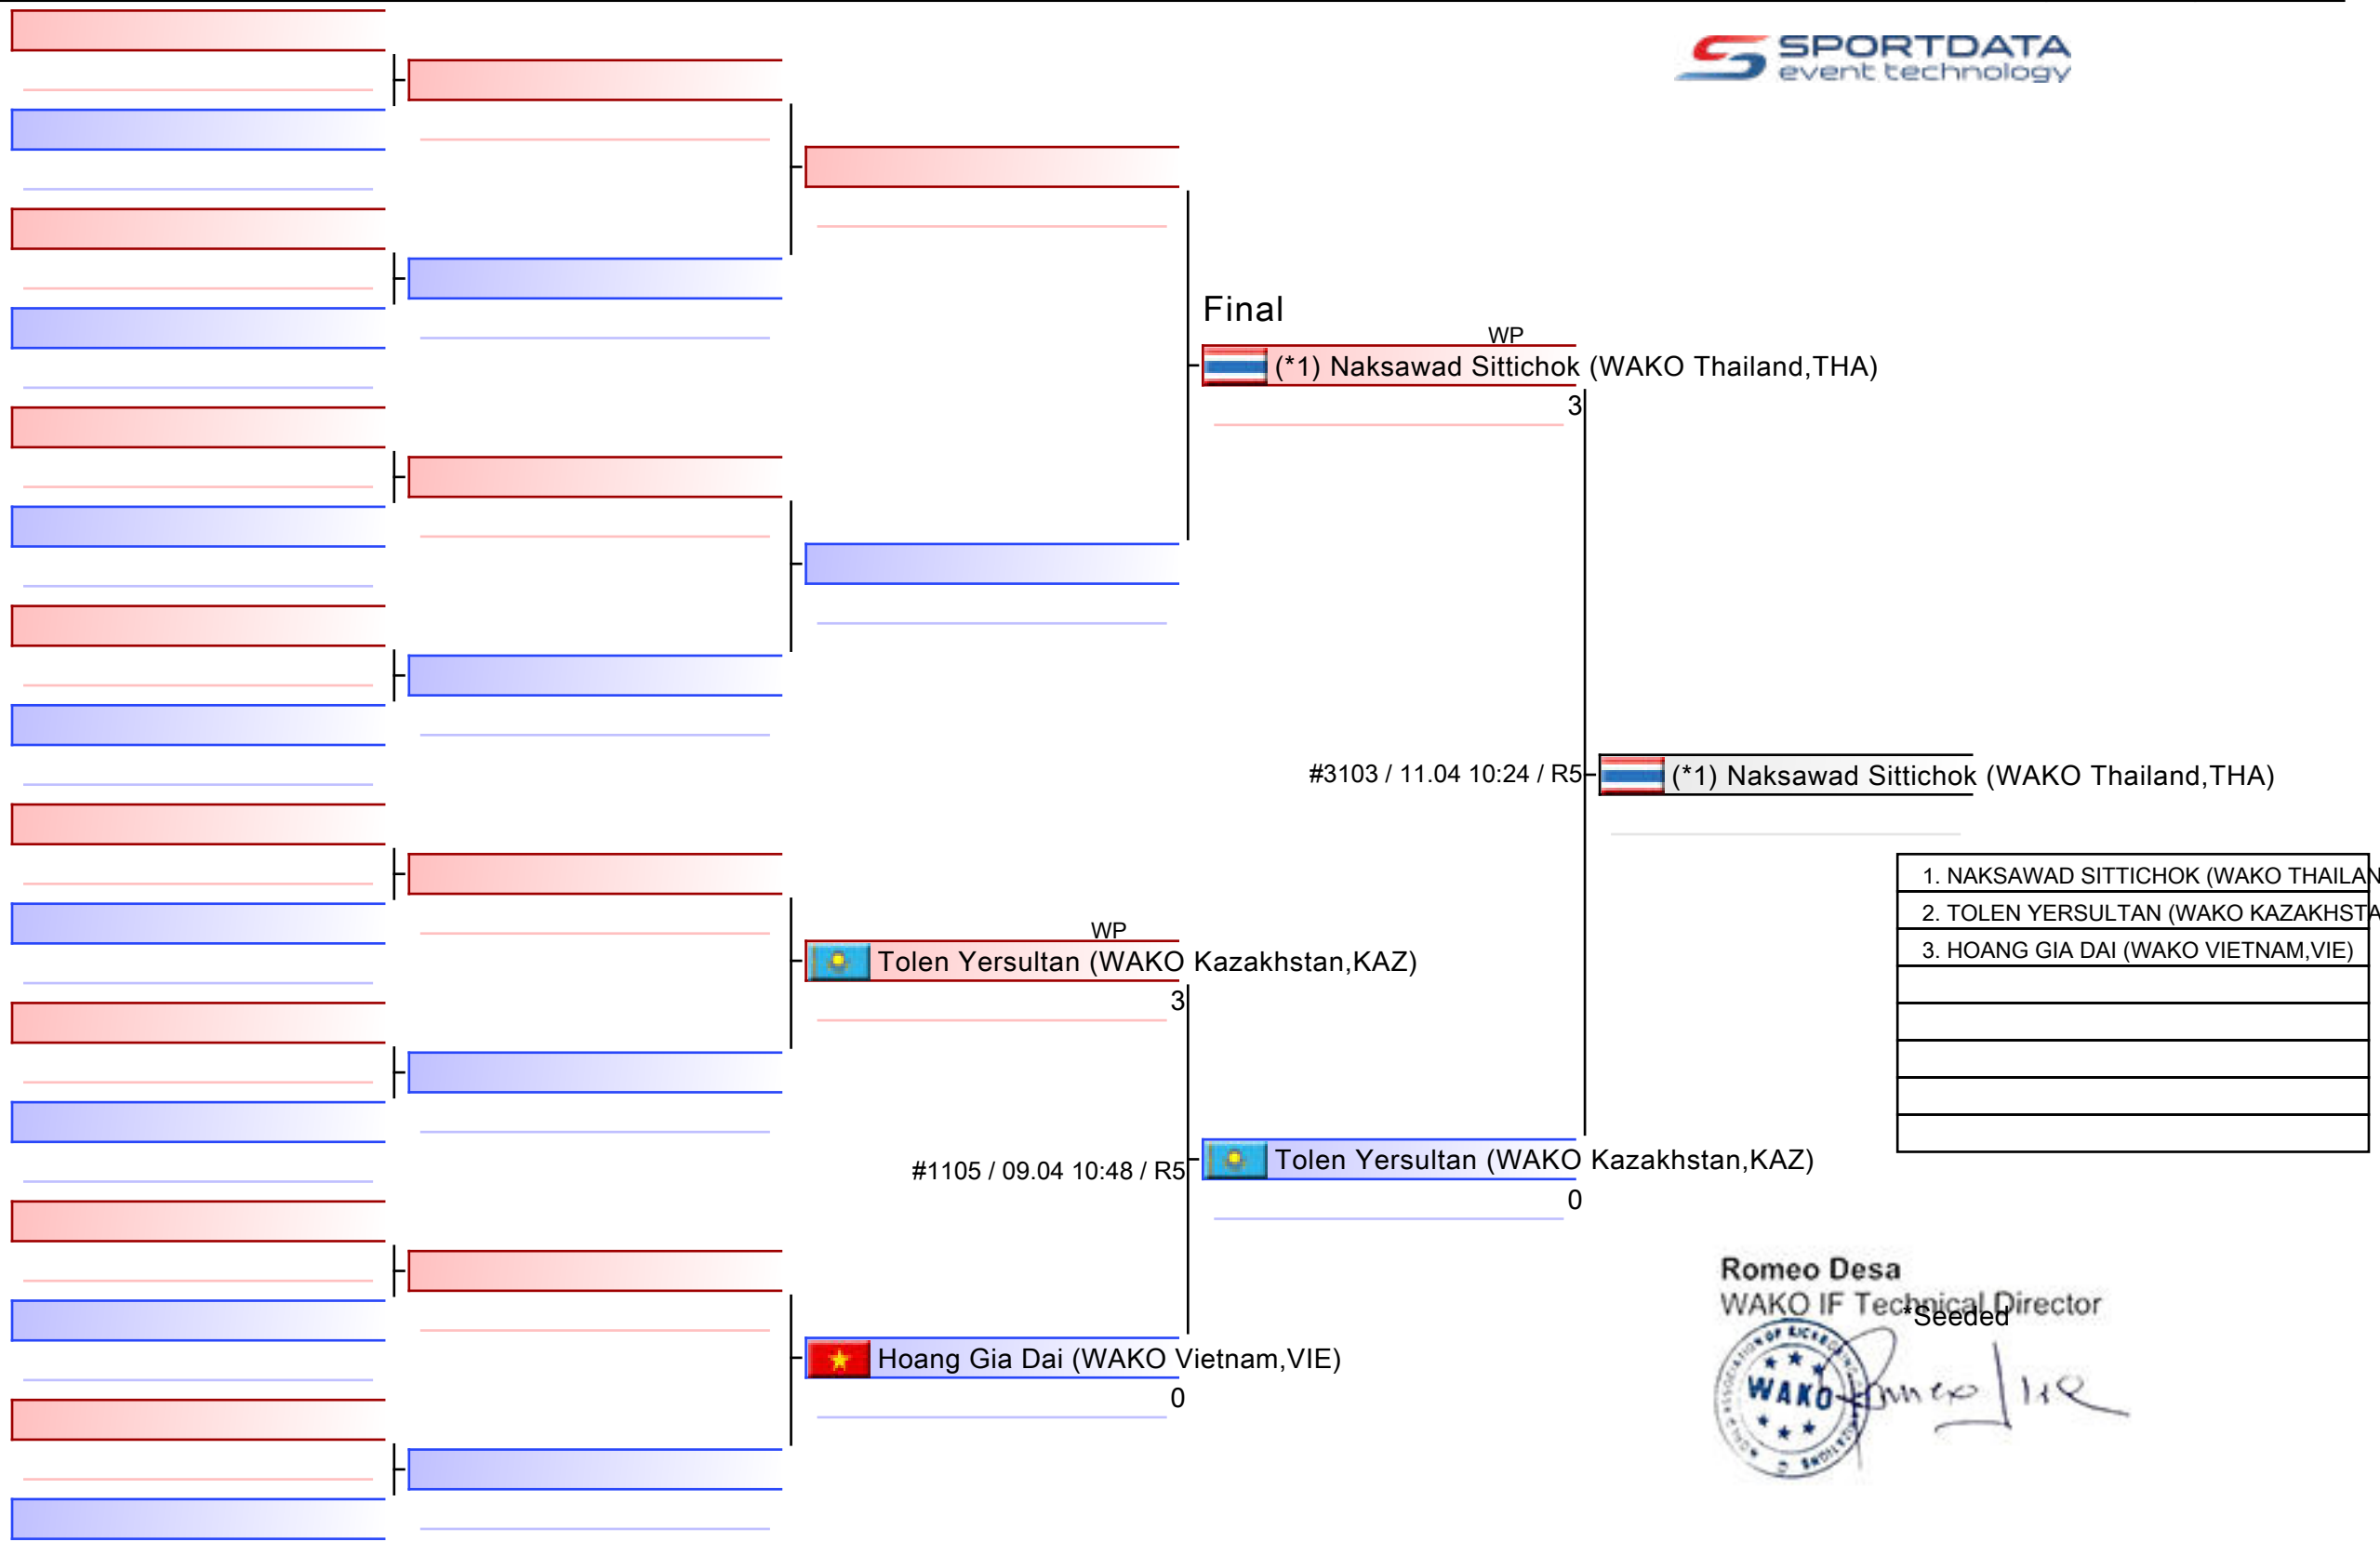 SPORTDATA
event technology
Final
WP
(*1) Naksawad Sittichok (WAKO Thailand,THA)
3
#3103 / 11.04 10:24 / R5
(*1) Naksawad Sittichok (WAKO Thailand,THA)
1. NAKSAWAD SITTICHOK (WAKO THAILAN
2. TOLEN YERSULTAN (WAKO KAZAKHSTA
3. HOANG GIA DAI (WAKO VIETNAM,VIE)
WP
Tolen Yersultan (WAKO Kazakhstan,KAZ)
3
#1105 / 09.04 10:48 / R5
Tolen Yersultan (WAKO Kazakhstan,KAZ)
0
Hoang Gia Dai (WAKO Vietnam,VIE)
0
Romeo Desa
WAKO IF Technical Director
*Seeded
WAKO